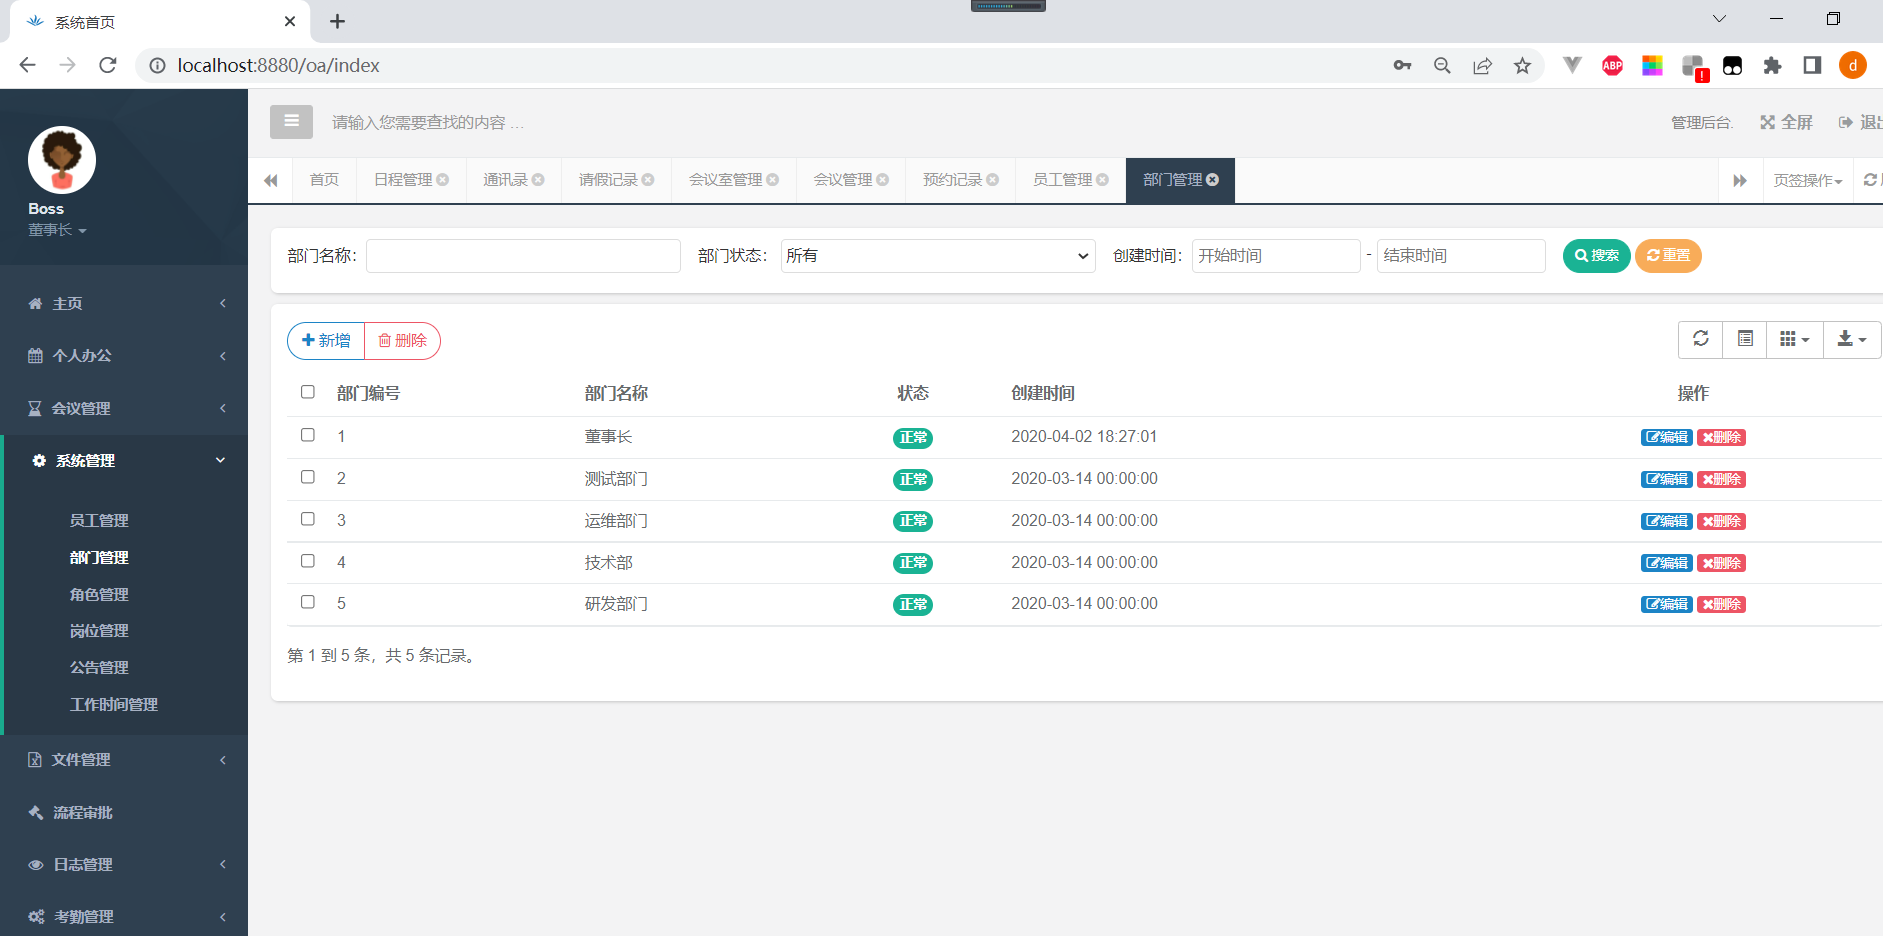 系统首页
localhost:8880/oa/index
ABP
!
d
Boss
董事长
请输入您需要查找的内容 …
管理后台.
全屏
首页
日程管理
通讯录
请假记录
会议室管理
会议管理
预约记录
员工管理
部门管理
页签操作
部门名称：
部门状态：
所有
创建时间：
开始时间
-
结束时间
搜索
重置
主页
个人办公
会议管理
系统管理
员工管理
部门管理
角色管理
岗位管理
公告管理
工作时间管理
文件管理
流程审批
日志管理
考勤管理
新增
删除
部门编号 部门名称 状态 创建时间 操作
1 董事长 正常 2020-04-02 18:27:01 编辑 删除
2 测试部门 正常 2020-03-14 00:00:00 编辑 删除
3 运维部门 正常 2020-03-14 00:00:00 编辑 删除
4 技术部 正常 2020-03-14 00:00:00 编辑 删除
5 研发部门 正常 2020-03-14 00:00:00 编辑 删除
第 1 到 5 条，共 5 条记录。